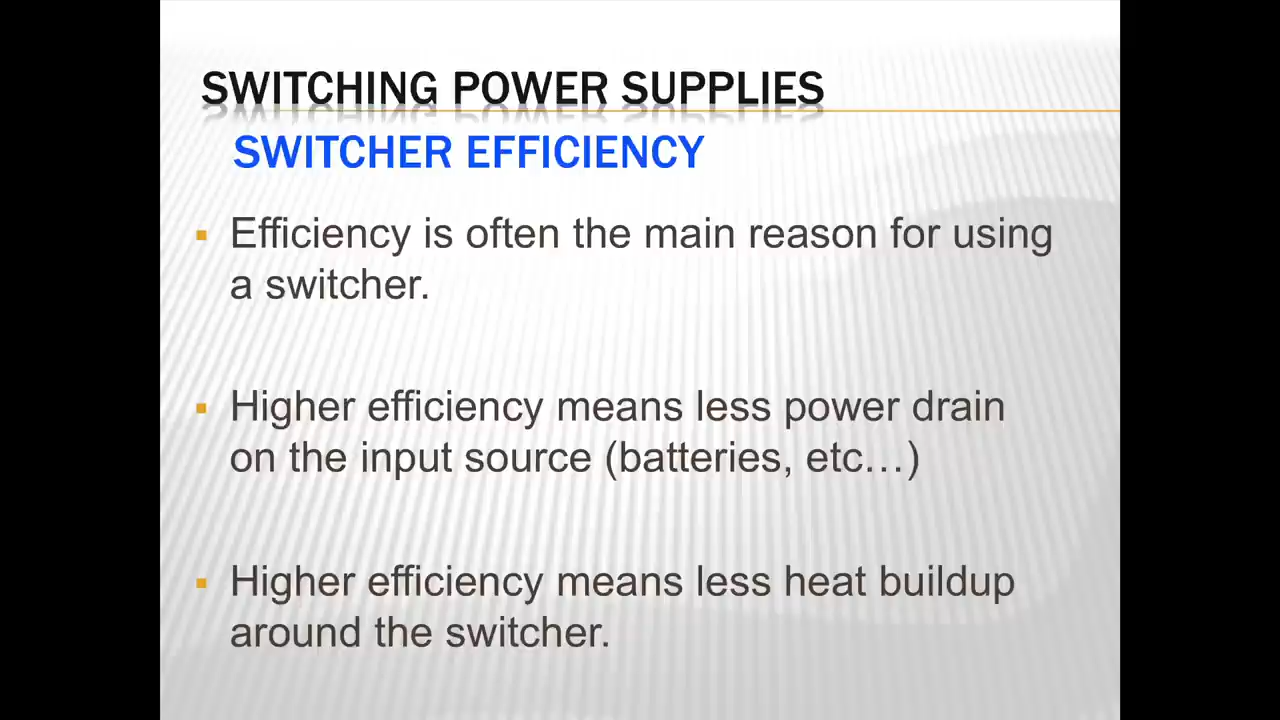 SWITCHING POWER SUPPLIES
SWITCHER EFFICIENCY
▪ Efficiency is often the main reason for using
a switcher.
▪ Higher efficiency means less power drain
on the input source (batteries, etc…)
▪ Higher efficiency means less heat buildup
around the switcher.